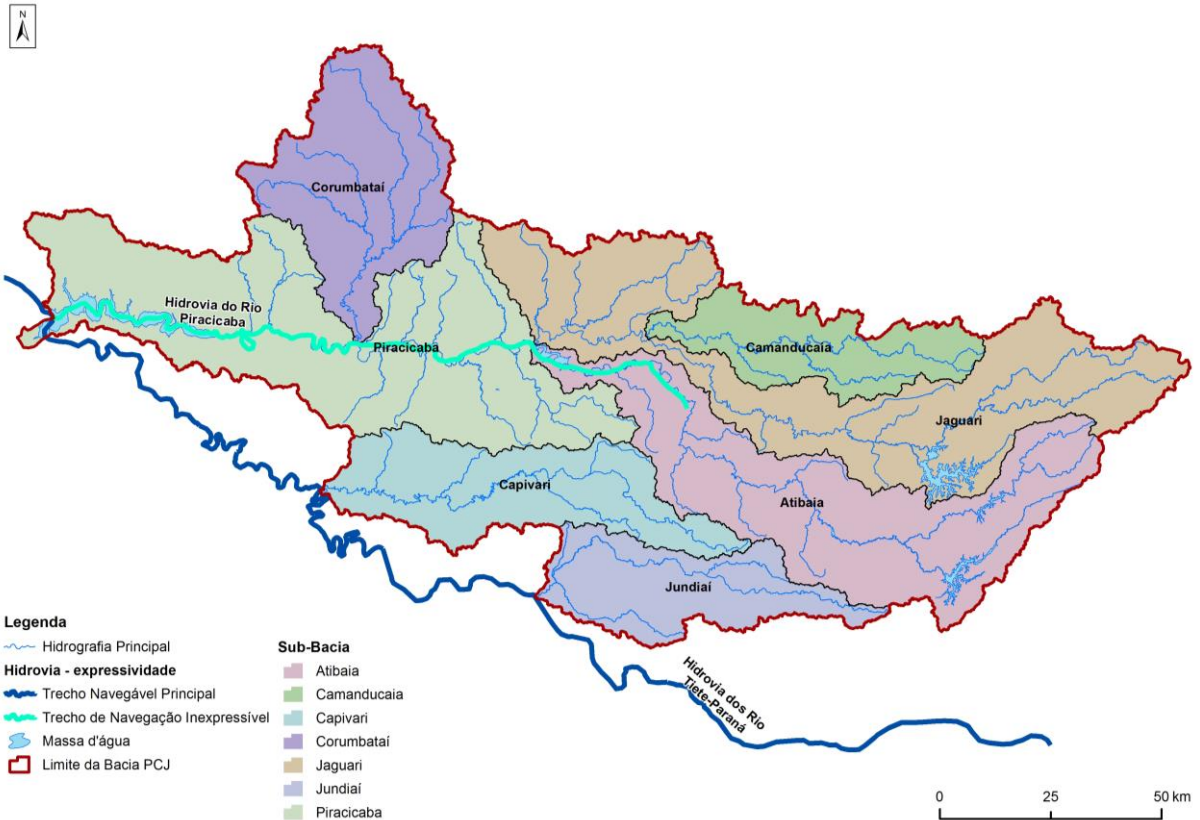 N
Corumbataí
Hidrovia do Rio
Piracicaba
Piracicaba
Camanducaia
Jaguari
Capivari
Atibaia
Jundiaí
Hidrovia dos Rio
Tiete-Paraná
Legenda
Hidrografia Principal
Hidrovia - expressividade
Trecho Navegável Principal
Trecho de Navegação Inexpressível
Massa d'água
Limite da Bacia PCJ
Sub-Bacia
Atibaia
Camanducaia
Capivari
Corumbataí
Jaguari
Jundiaí
Piracicaba
0 25 50 km